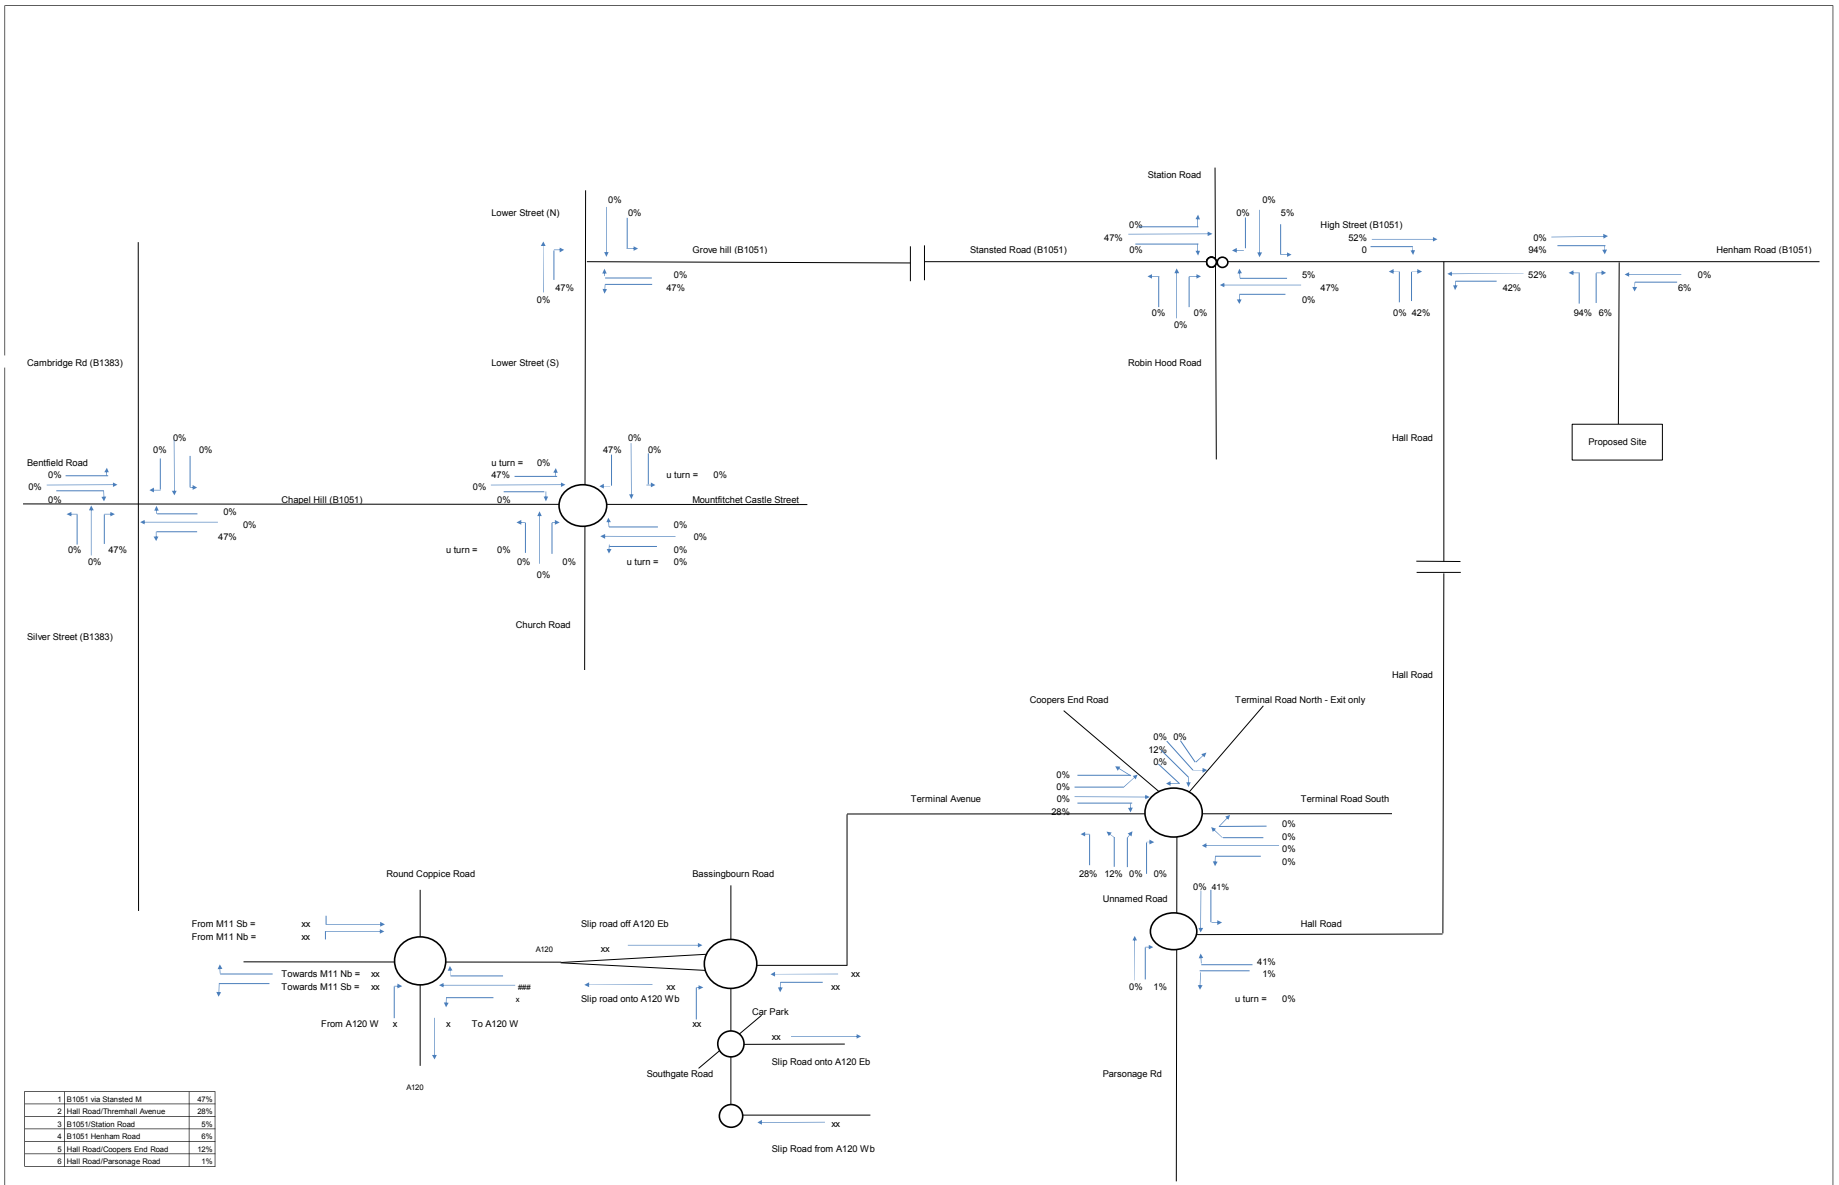 Station Road
0%
0%
5%
0%
47%
0%
High Street (B1051)
52%
0
0%
94%
Henham Road (B1051)
Lower Street (N)
0%
0%
Grove hill (B1051)
Stansted Road (B1051)
47%
0%
0%
47%
5%
47%
0%
0%
0%
0%
52%
42%
0% 42%
0%
6%
94% 6%
Cambridge Rd (B1383)
Lower Street (S)
Robin Hood Road
Hall Road
Proposed Site
Bentfield Road
0%
0%
0%
0%
0%
0%
Chapel Hill (B1051)
0%
0%
47%
0%
0%
47%
u turn = 0%
47%
0%
47%
0%
0%
u turn = 0%
Mountfitchet Castle Street
0%
0%
0%
u turn = 0%
u turn = 0%
0%
0%
0%
Church Road
Silver Street (B1383)
Hall Road
Coopers End Road
Terminal Road North - Exit only
0% 0%
12%
0%
0%
0%
0%
28%
Terminal Avenue
Terminal Road South
0%
0%
0%
0%
28% 12% 0% 0%
Unnamed Road
0% 41%
Hall Road
41%
1%
0% 1%
u turn = 0%
Parsonage Rd
Round Coppice Road
Bassingbourn Road
From M11 Sb = xx
From M11 Nb = xx
Slip road off A120 Eb
xx
A120
Towards M11 Nb = xx
Towards M11 Sb = xx
###
x
xx
Slip road onto A120 Wb
xx
xx
From A120 W x
x To A120 W
xx
Car Park
xx
Slip Road onto A120 Eb
Southgate Road
A120
xx
Slip Road from A120 Wb
1 B1051 via Stansted M 47%
2 Hall Road/Thremhall Avenue 28%
3 B1051/Station Road 5%
4 B1051 Henham Road 6%
5 Hall Road/Coopers End Road 12%
6 Hall Road/Parsonage Road 1%